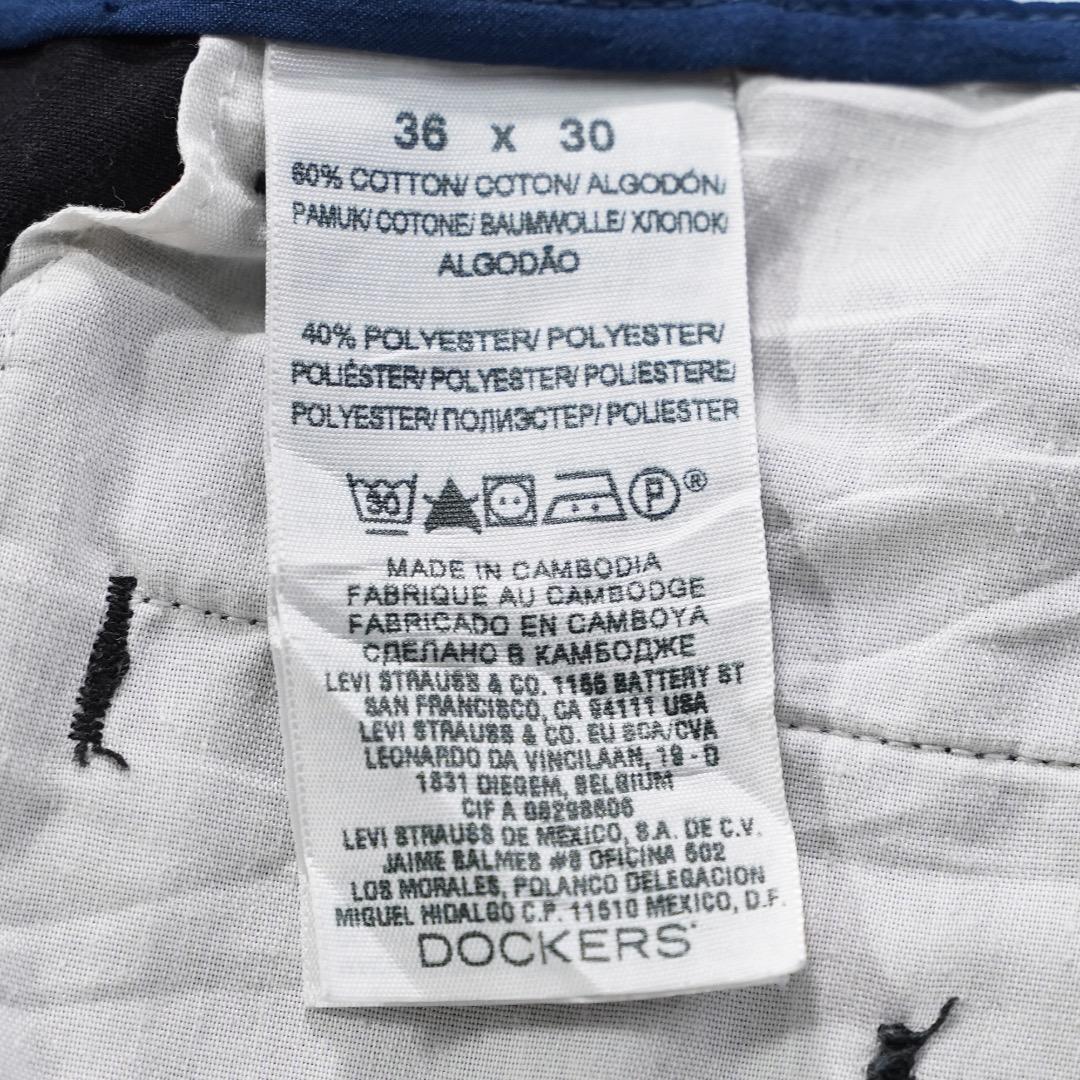 36 x 30
60% COTTON/ COTON/ ALGODÓN/
PAMUK/ COTONE/ BAUMWOLLE/ ХЛОПОК/
ALGODÃO
40% POLYESTER/ POLYESTER/
POLIÉSTER/ POLYESTER/ POLIESTERE/
POLYESTER/ ПОЛИЭСТЕР/ POLIESTER
30 P ®
MADE IN CAMBODIA
FABRIQUE AU CAMBODGE
FABRICADO EN CAMBOYA
СДЕЛАНО В КАМБОДЖЕ
LEVI STRAUSS & CO. 1155 BATTERY ST
SAN FRANCISCO, CA 94111 USA
LEVI STRAUSS & CO. EU SCA/CVA
LEONARDO DA VINCILAAN, 19 - D
1831 DIEGEM, BELGIUM
CIF A
LEVI STRAUSS DE MEXICO, S.A. DE C.V.
JAIME BALMES #8 OFICINA 602
LOS MORALES, POLANCO DELEGACION
MIGUEL HIDALGO C.P. 11510 MEXICO, D.F.
DOCKERS